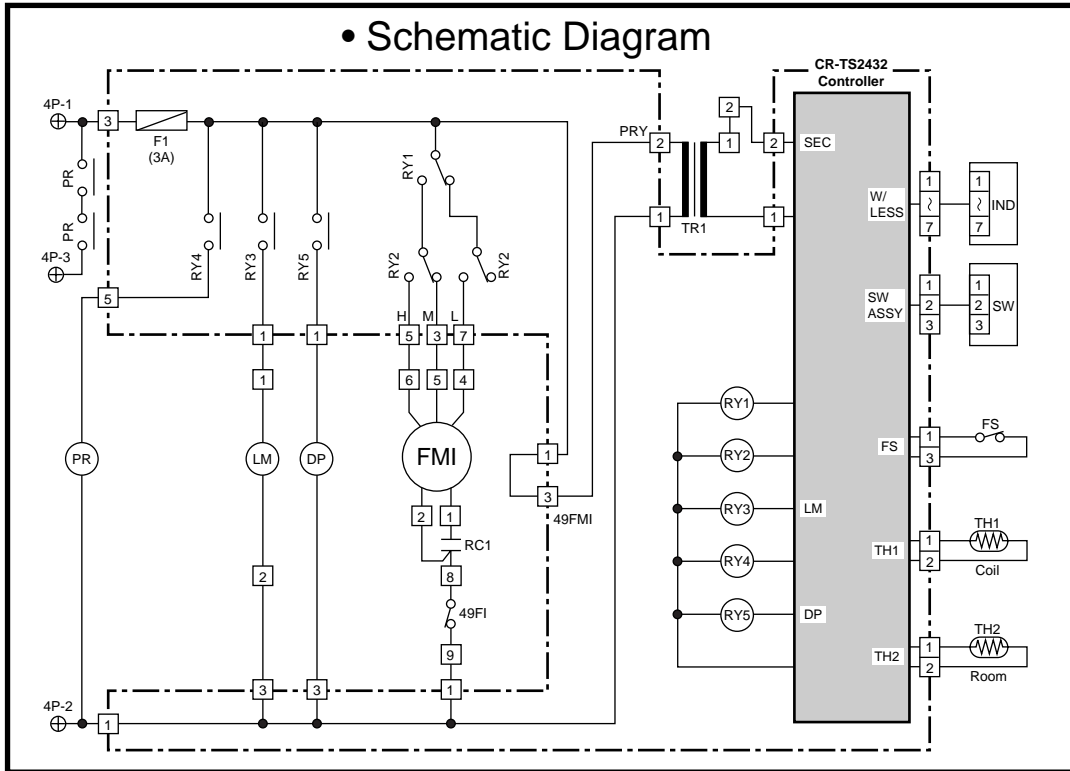 • Schematic Diagram
CR-TS2432
Controller
4P-1
3
F1
(3A)
PR
PR
4P-3
5
RY4
RY3
RY5
RY1
RY2
RY2
H
M
L
5
3
7
6
5
4
1
1
1
PR
LM
DP
FMI
2
1
RC1
8
49FI
9
2
3
3
1
4P-2
1
1
3
49FMI
PRY
2
1
TR1
2
1
2
1
SEC
W/
LESS
1
~
7
1
~
7
IND
SW
ASSY
1
2
3
1
2
3
SW
RY1
RY2
RY3
LM
RY4
RY5
DP
FS
1
3
FS
TH1
1
2
TH1
Coil
TH2
1
2
TH2
Room